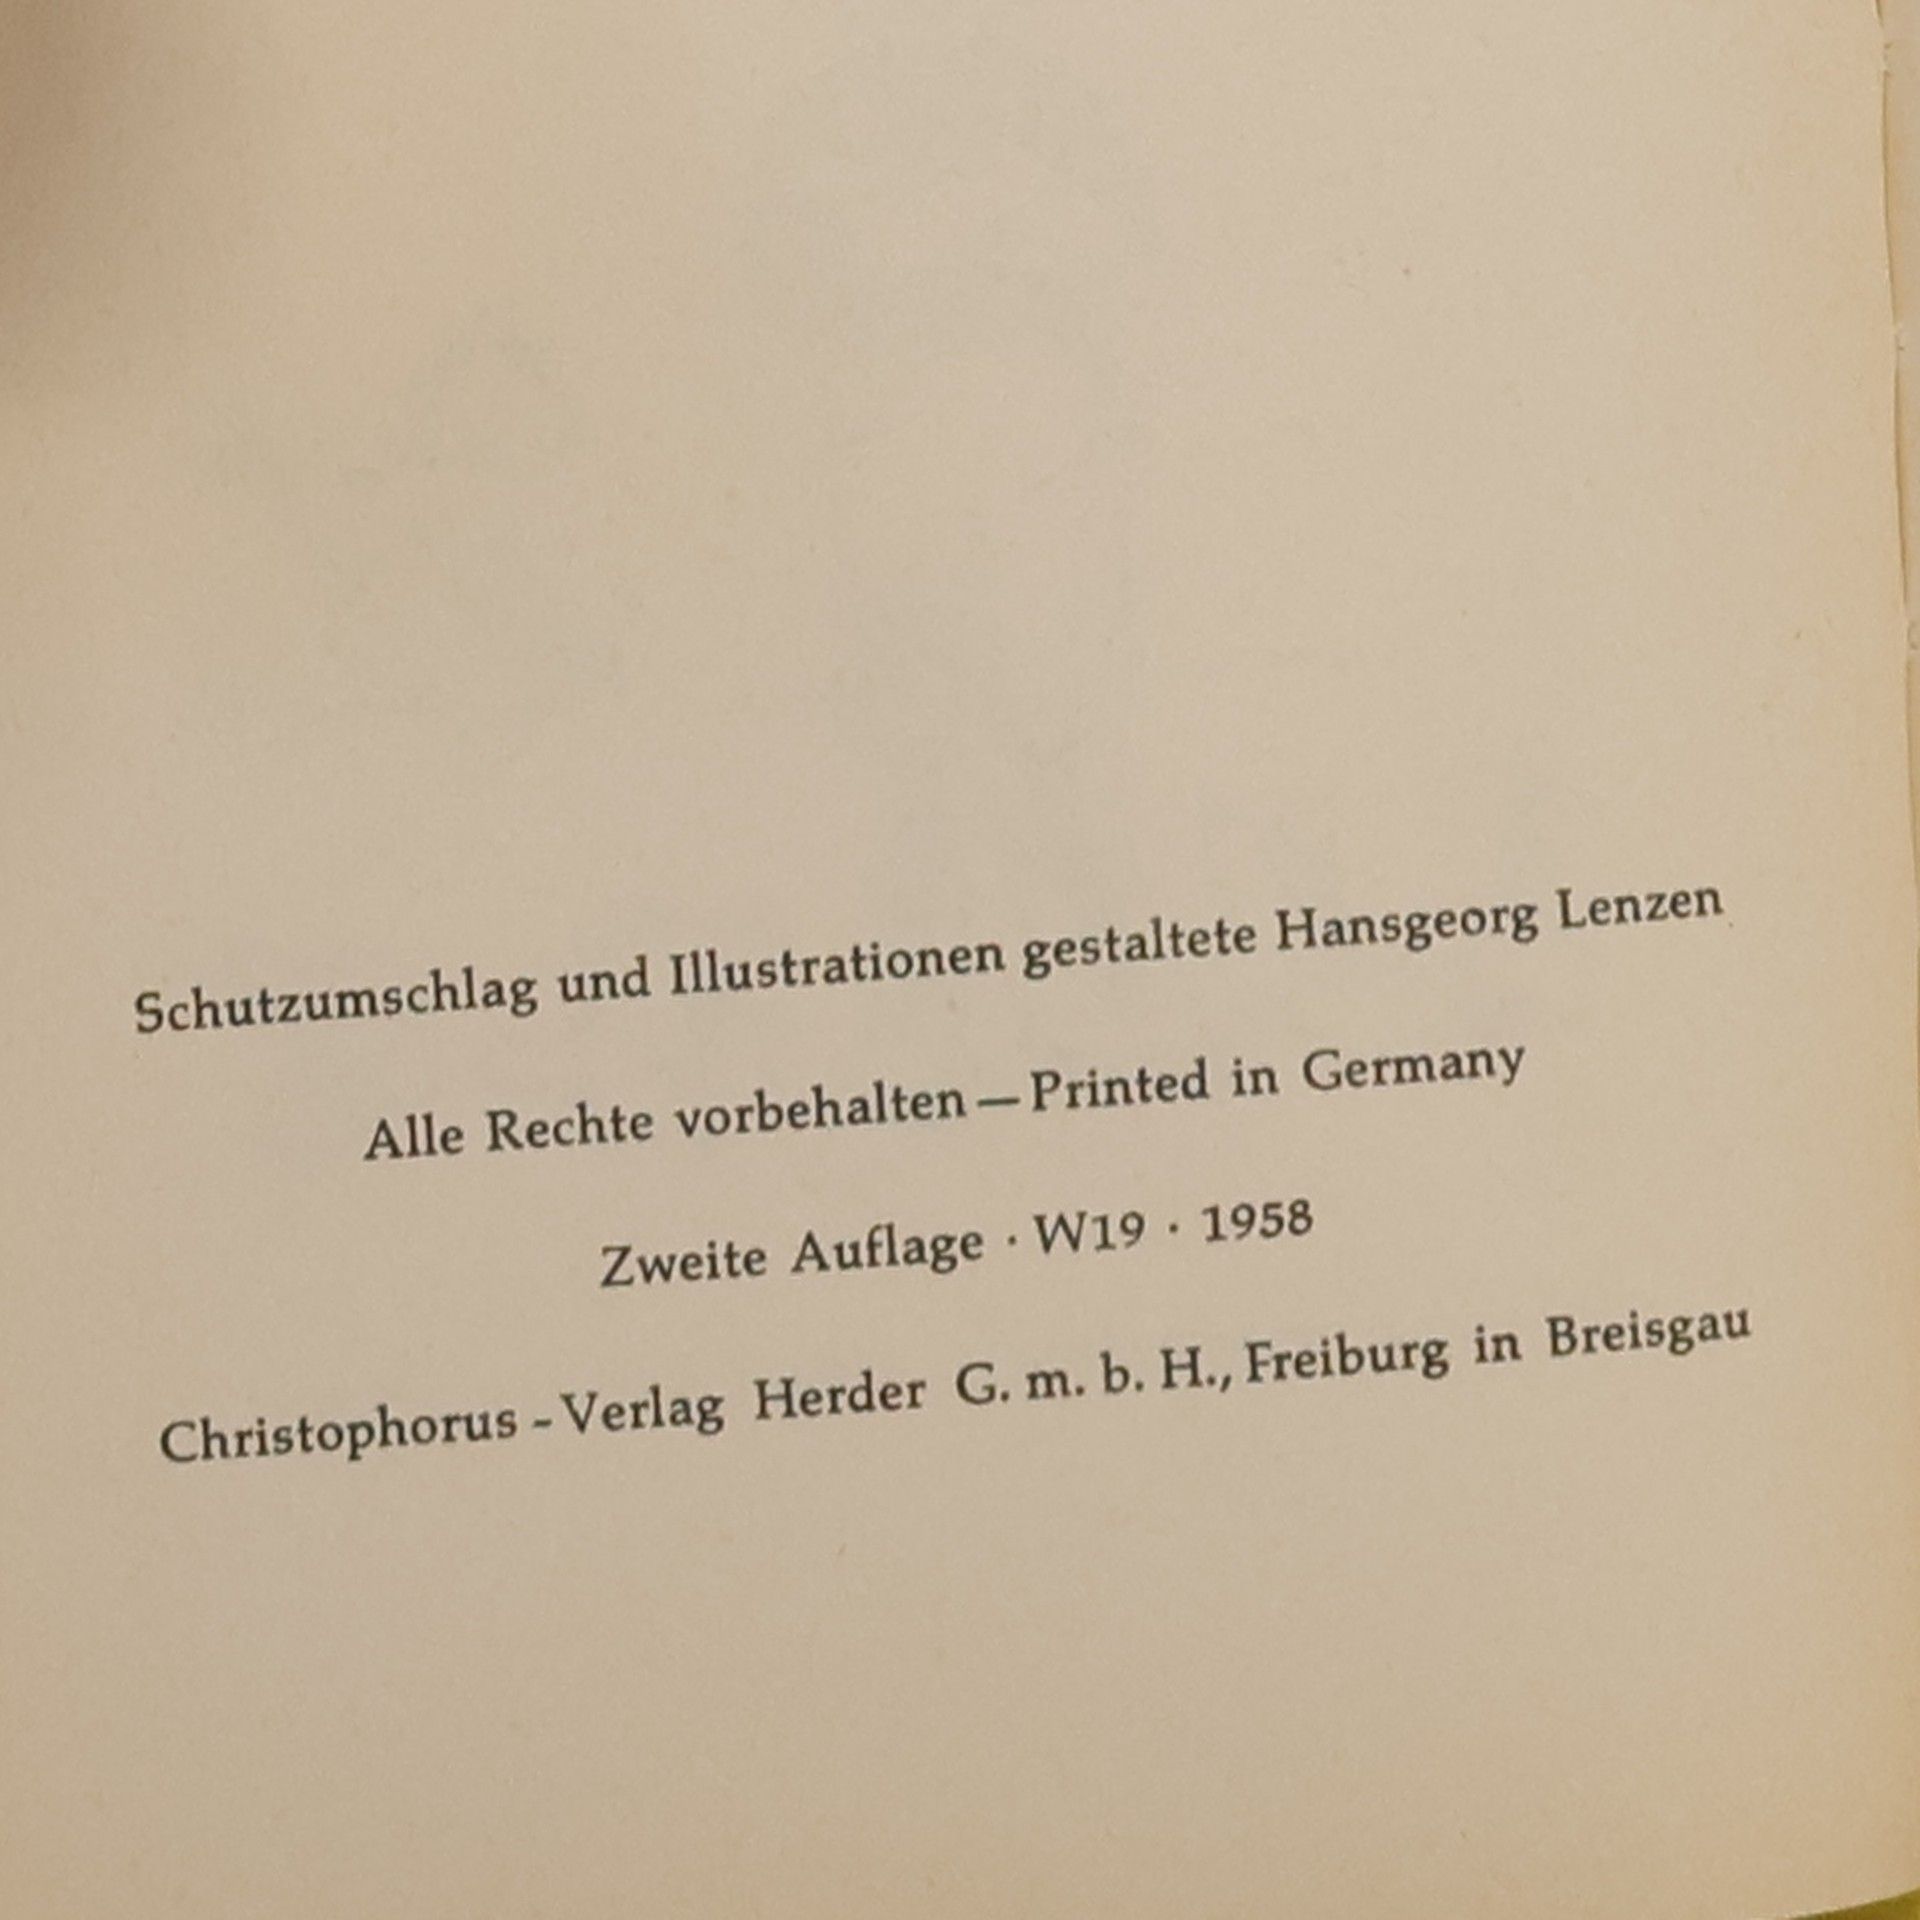 Schutzumschlag und Illustrationen gestaltete Hansgeorg Lenzen
Alle Rechte vorbehalten — Printed in Germany
Zweite Auflage · W19 · 1958
Christophorus - Verlag Herder G. m. b. H., Freiburg in Breisgau